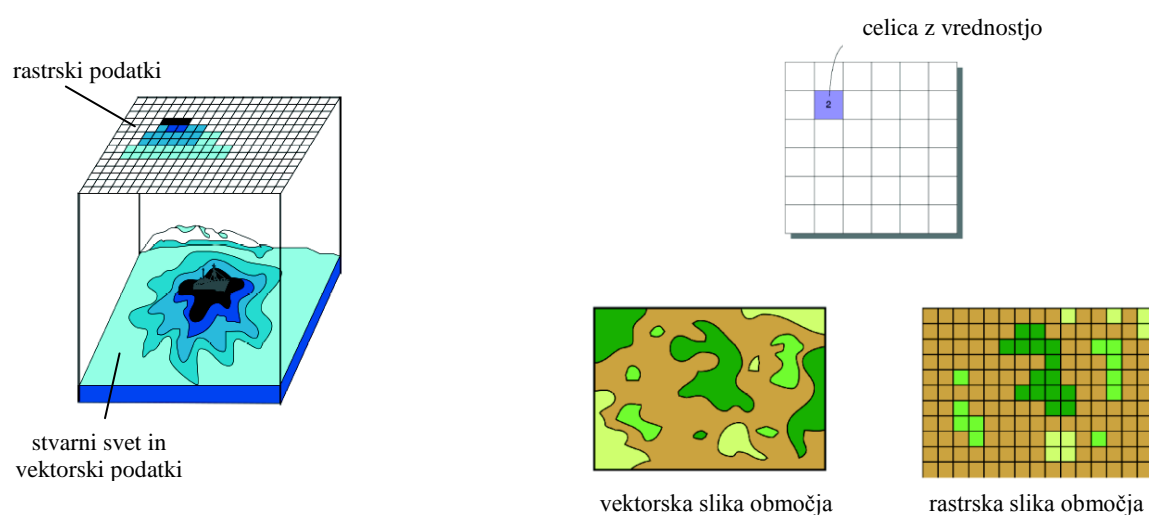 rastrski podatki
stvarni svet in
vektorski podatki
celica z vrednostjo
2
vektorska slika območja
rastrska slika območja